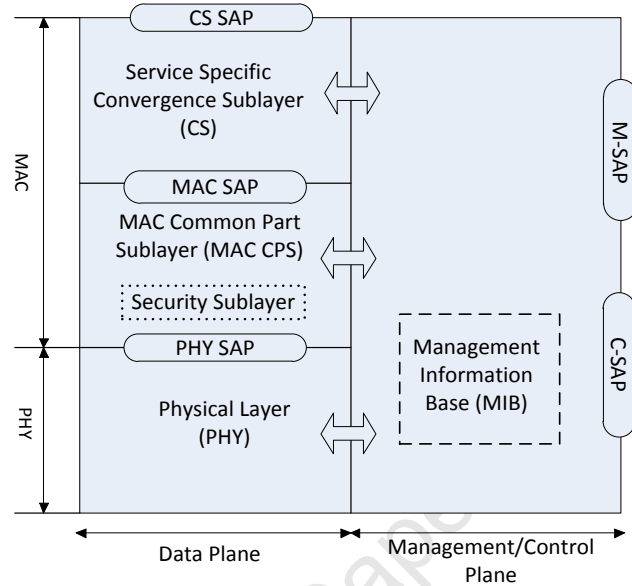 CS SAP
Service Specific
Convergence Sublayer
(CS)
MAC
M-SAP
MAC SAP
MAC Common Part
Sublayer (MAC CPS)
Security Sublayer
C-SAP
PHY SAP
Management
Information
Base (MIB)
Physical Layer
(PHY)
PHY
Data Plane
Management/Control
Plane